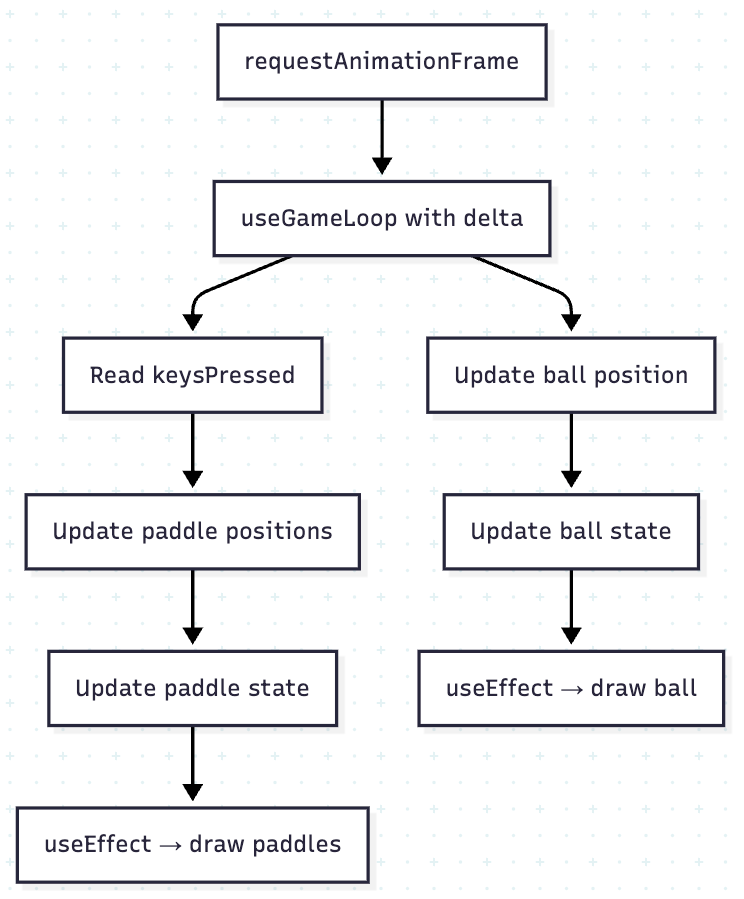 requestAnimationFrame
useGameLoop with delta
Read keysPressed
Update ball position
Update paddle positions
Update ball state
Update paddle state
useEffect → draw ball
useEffect → draw paddles